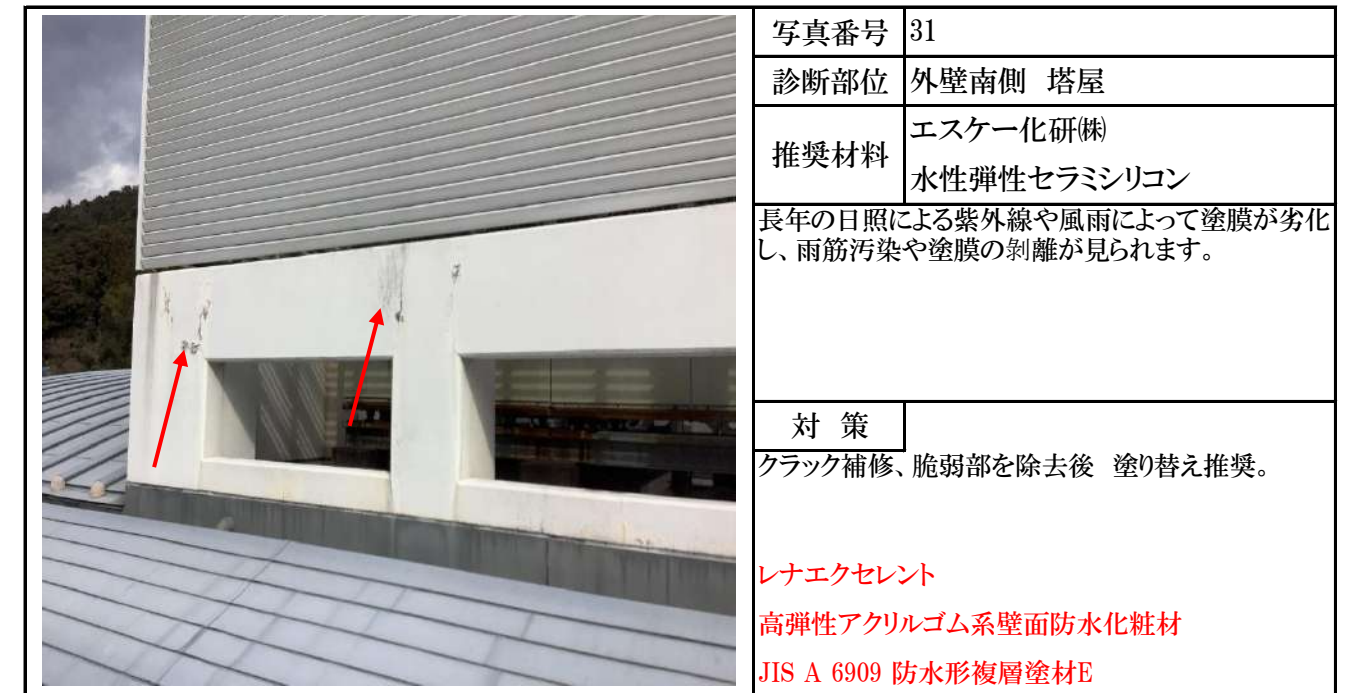 写真番号 31
診断部位 外壁南側 塔屋
推奨材料 エスケー化研㈱
水性弾性セラミシリコン
長年の日照による紫外線や風雨によって塗膜が劣化
し、雨筋汚染や塗膜の剝離が見られます。
対 策
クラック補修、脆弱部を除去後 塗り替え推奨。
レナエクセレント
高弾性アクリルゴム系壁面防水化粧材
JIS A 6909 防水形複層塗材E